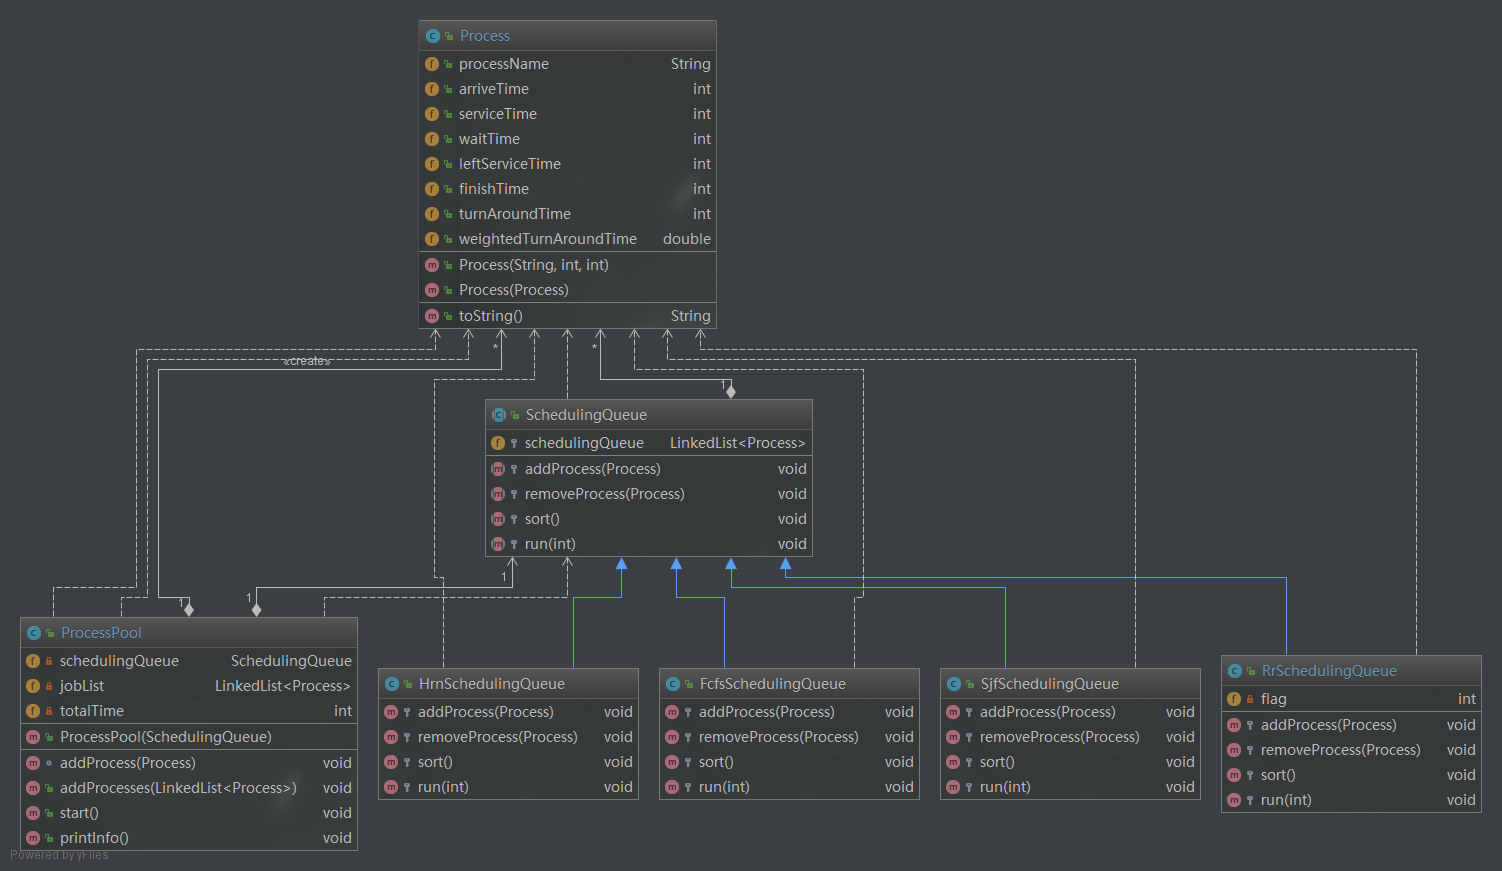 Process
processName String
arriveTime int
serviceTime int
waitTime int
leftServiceTime int
finishTime int
turnAroundTime int
weightedTurnAroundTime double
Process(String, int, int)
Process(Process)
toString() String
* *
«create»
1
SchedulingQueue
schedulingQueue LinkedList<Process>
addProcess(Process) void
removeProcess(Process) void
sort() void
run(int) void
1
1 1
ProcessPool
schedulingQueue SchedulingQueue
jobList LinkedList<Process>
totalTime int
ProcessPool(SchedulingQueue)
addProcess(Process) void
addProcesses(LinkedList<Process>) void
start() void
printInfo() void
HrnSchedulingQueue
addProcess(Process) void
removeProcess(Process) void
sort() void
run(int) void
FcfsSchedulingQueue
addProcess(Process) void
removeProcess(Process) void
sort() void
run(int) void
SjfSchedulingQueue
addProcess(Process) void
removeProcess(Process) void
sort() void
run(int) void
RrSchedulingQueue
flag int
addProcess(Process) void
removeProcess(Process) void
sort() void
run(int) void
Powered by yFiles